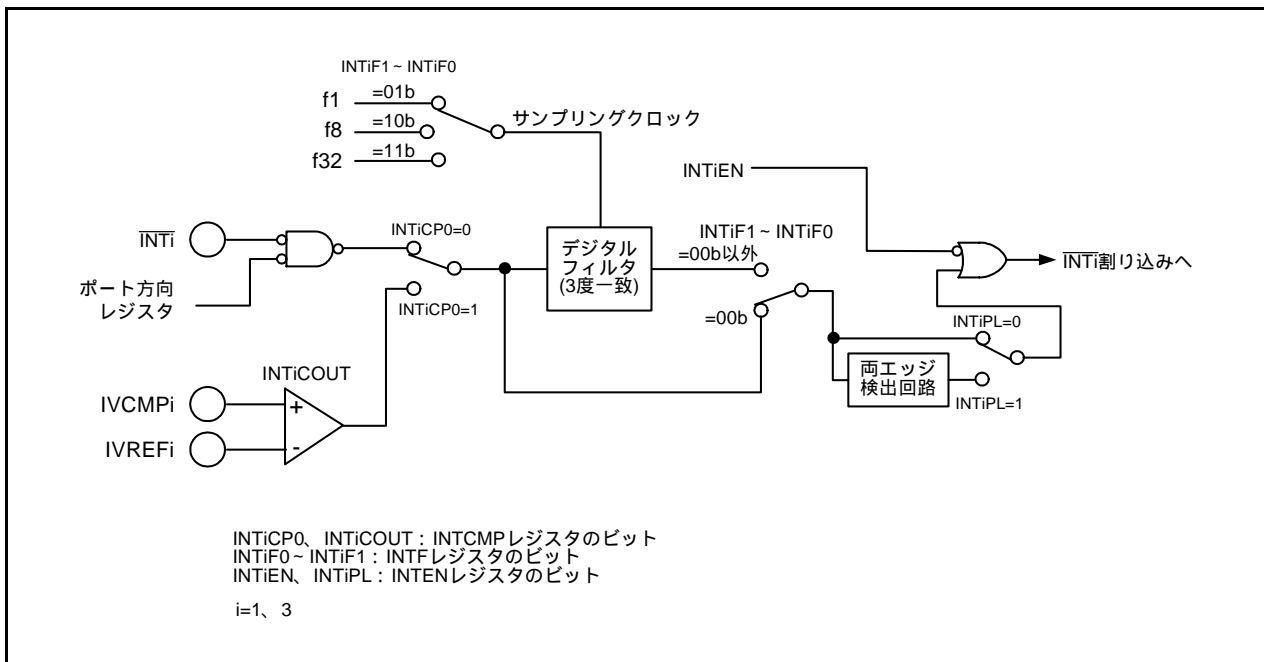 INTiF1 ~ INTiF0
f1
=01b
f8
=10b
f32
=11b
サンプリングクロック
INTiEN
INTi
INTiCP0=0
デジタル
フィルタ
(3度一致)
INTiF1 ~ INTiF0
=00b以外
INTi割り込みへ
ポート方向
レジスタ
INTiCP0=1
=00b
INTiPL=0
INTiCOUT
両エッジ
検出回路
INTiPL=1
IVCMPi
+
IVREFi
-
INTiCP0、INTiCOUT : INTCMPレジスタのビット
INTiF0 ~ INTiF1 : INTFレジスタのビット
INTiEN、INTiPL : INTENレジスタのビット
i=1、3